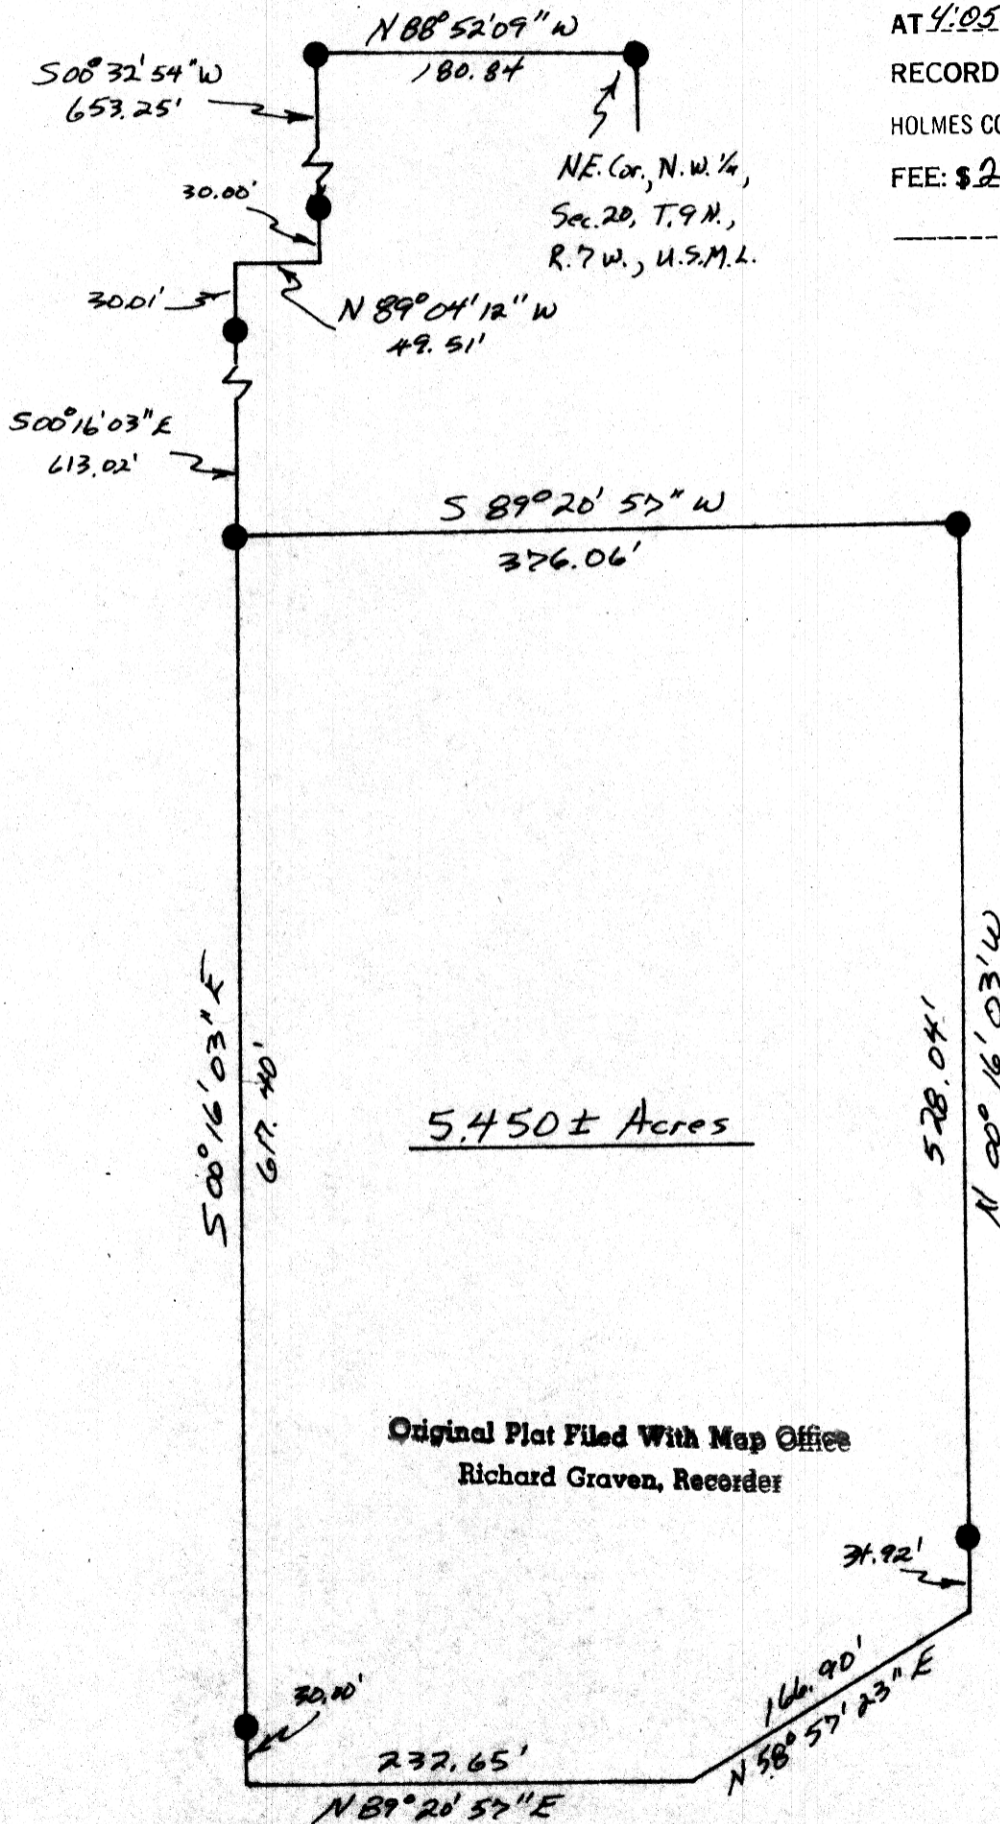 N 88° 52' 09" W
180.84
AT 4:05
RECORD
HOLMES CO
FEE: $2
S 00° 32' 54" W
653.25'
30.00'
NE. Cor., N.W. ¼,
Sec. 20, T. 9 N.,
R. 7 W., U.S.M.L.
30.01'
N 89° 04' 12" W
49.51'
S 00° 16' 03" E
613.02'
S 89° 20' 57" W
376.06'
S 00° 16' 03" E
617.40'
5.450 ± Acres
528.04'
N 00° 16' 03' W
Original Plat Filed With Map Office
Richard Graven, Recorder
34.92'
166.90'
N 58° 57' 23" E
30.00'
232.65'
N 89° 20' 57" E